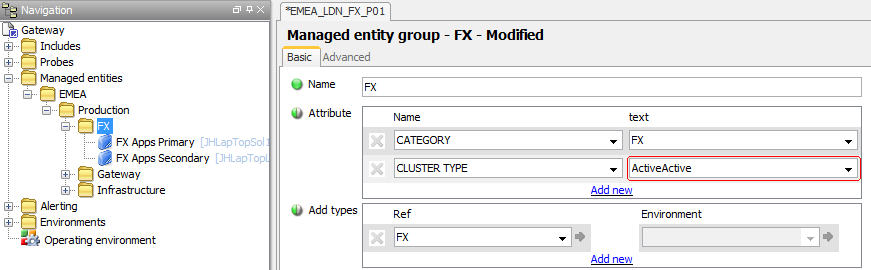 Navigation
Gateway
Includes
Probes
Managed entities
EMEA
Production
FX
FX Apps Primary
FX Apps Secondary
Gateway
Infrastructure
Alerting
Environments
Operating environment
*EMEA_LDN_FX_P01
Managed entity group - FX - Modified
Basic Advanced
Name FX
Attribute Name text
CATEGORY FX
CLUSTER TYPE ActiveActive
Add new
Add types Ref Environment
FX
Add new